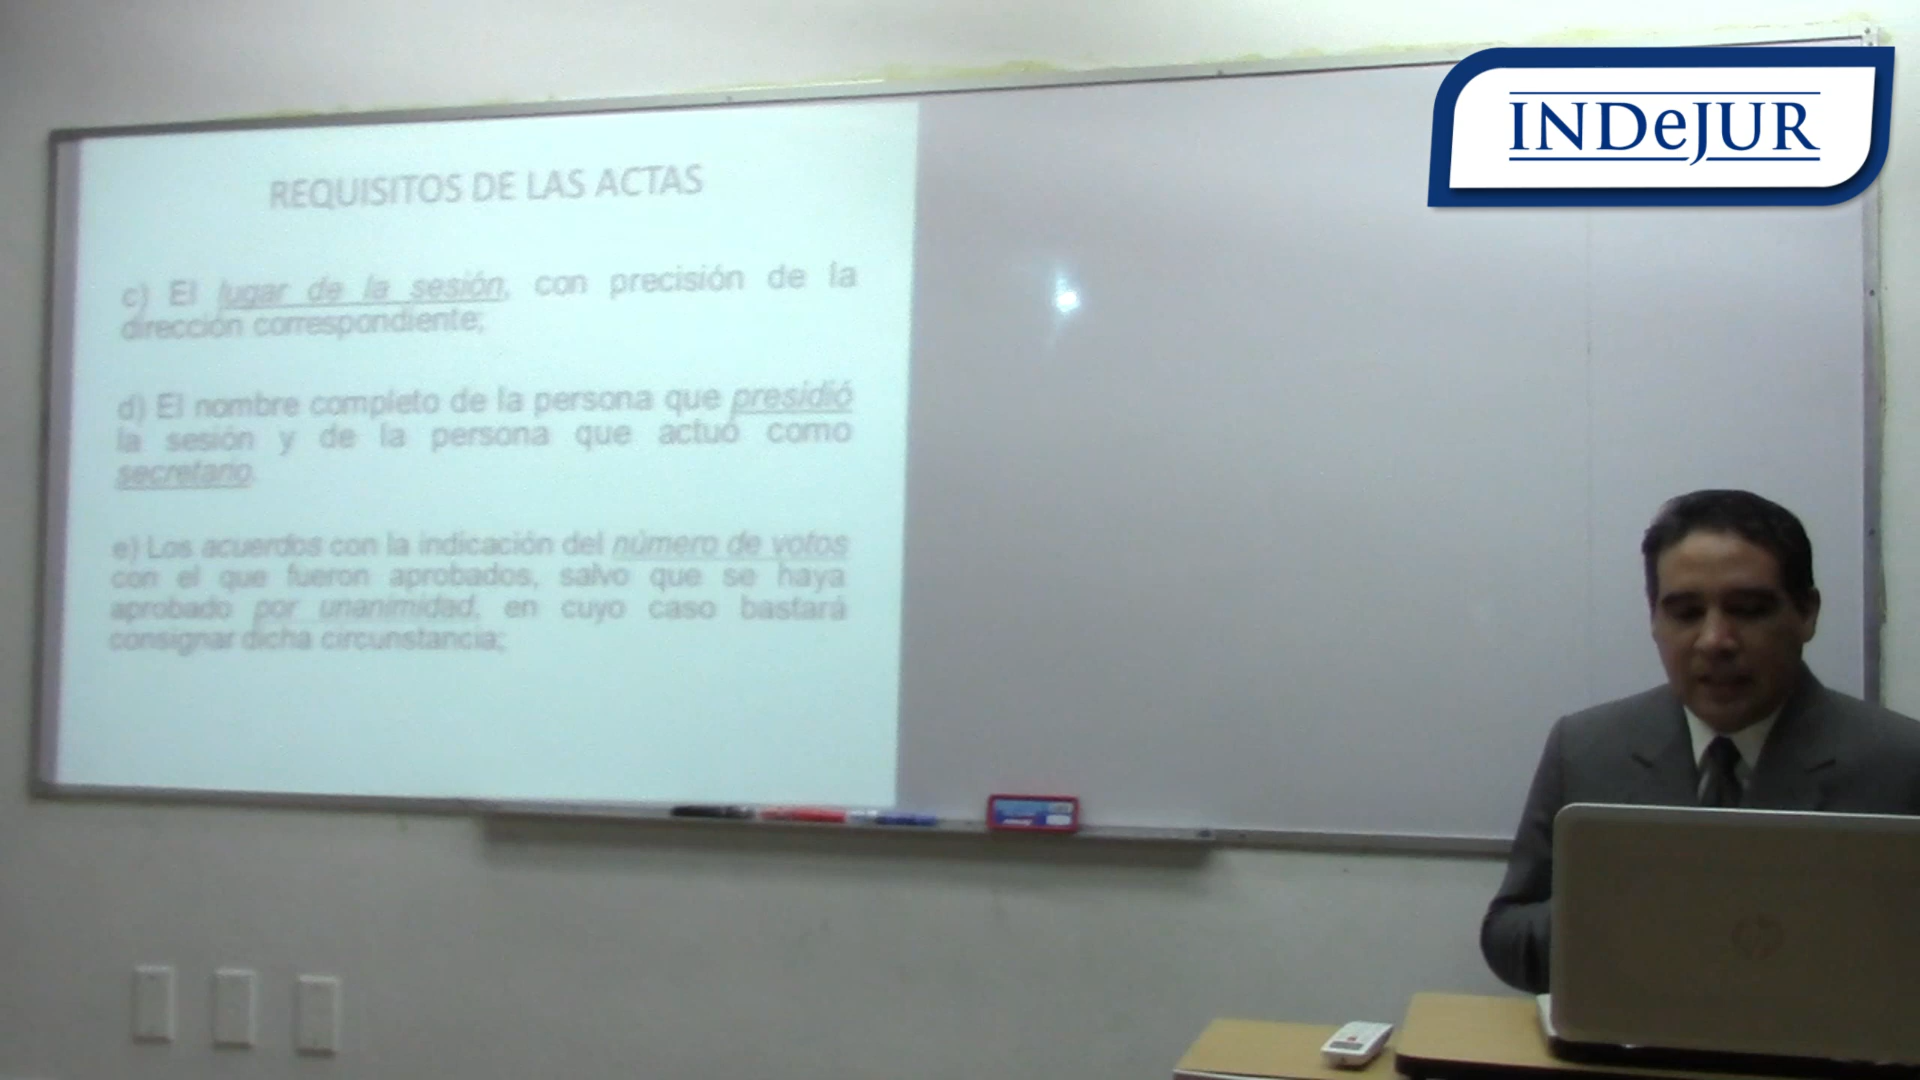 INDeJUR
REQUISITOS DE LAS ACTAS
c) El lugar de la sesión, con precisión de la
dirección correspondiente;
d) El nombre completo de la persona que presidió
la sesión y de la persona que actuó como
secretario.
e) Los acuerdos con la indicación del número de votos
con el que fueron aprobados, salvo que se haya
aprobado por unanimidad, en cuyo caso bastará
consignar dicha circunstancia;